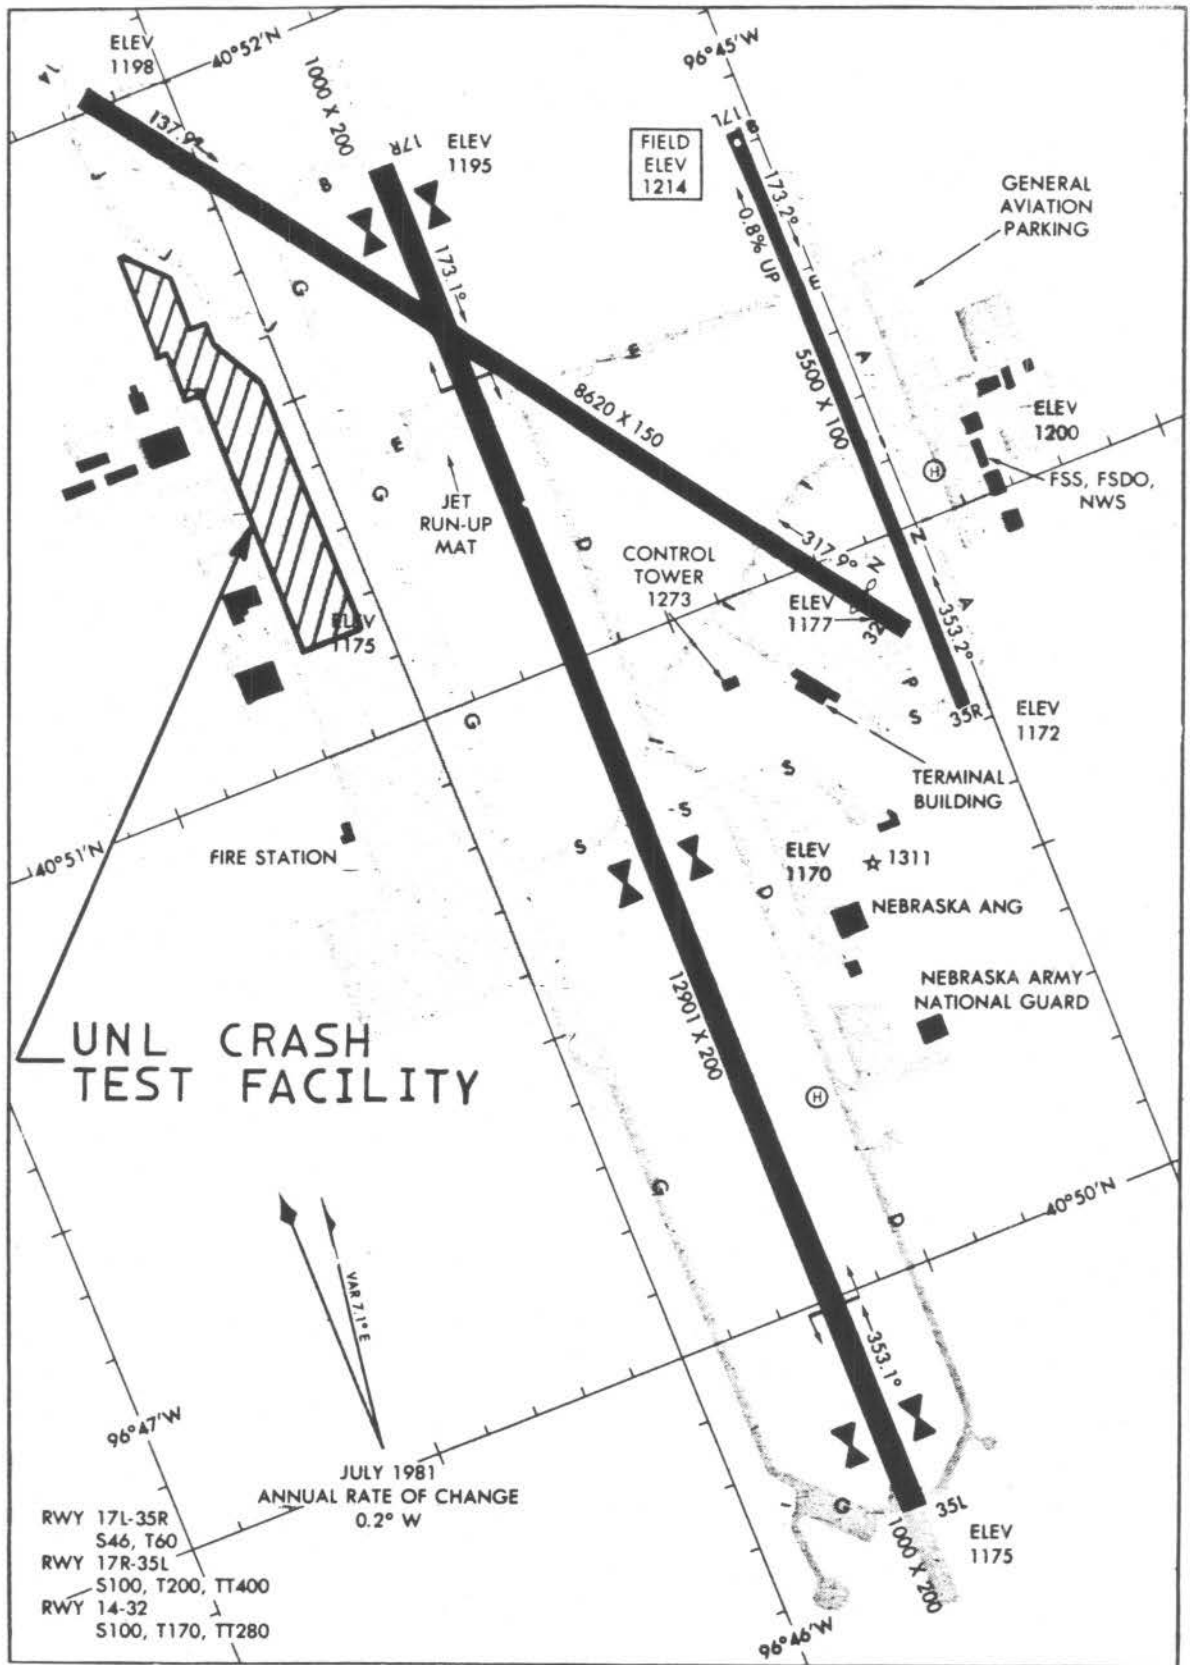 ELEV
1198
40°52'N
96°45'W
14
1000 X 200
137.9°
17R
ELEV
1195
FIELD
ELEV
1214
17L
B
173.2°
0.8% UP
GENERAL
AVIATION
PARKING
B
J
J
G
J
173.1°
E
E
A
8620 X 150
5500 X 100
ELEV
1200
E
G
JET
RUN-UP
MAT
H
FSS, FSDO,
NWS
D
317.9°
N
Z
CONTROL
TOWER
1273
ELEV
1177
32
A
353.2°
ELEV
1175
P
S
35R
ELEV
1172
G
I
S
TERMINAL
BUILDING
S
S
40°51'N
FIRE STATION
ELEV
1170
1311
D
NEBRASKA ANG
12901 X 200
NEBRASKA ARMY
NATIONAL GUARD
UNL CRASH
TEST FACILITY
H
G
D
40°50'N
VAR 7.1° E
353.1°
96°47'W
JULY 1981
ANNUAL RATE OF CHANGE
0.2° W
G
35L
ELEV
1175
1000 X 200
RWY 17L-35R
S46, T60
RWY 17R-35L
S100, T200, TT400
RWY 14-32
S100, T170, TT280
96°46'W